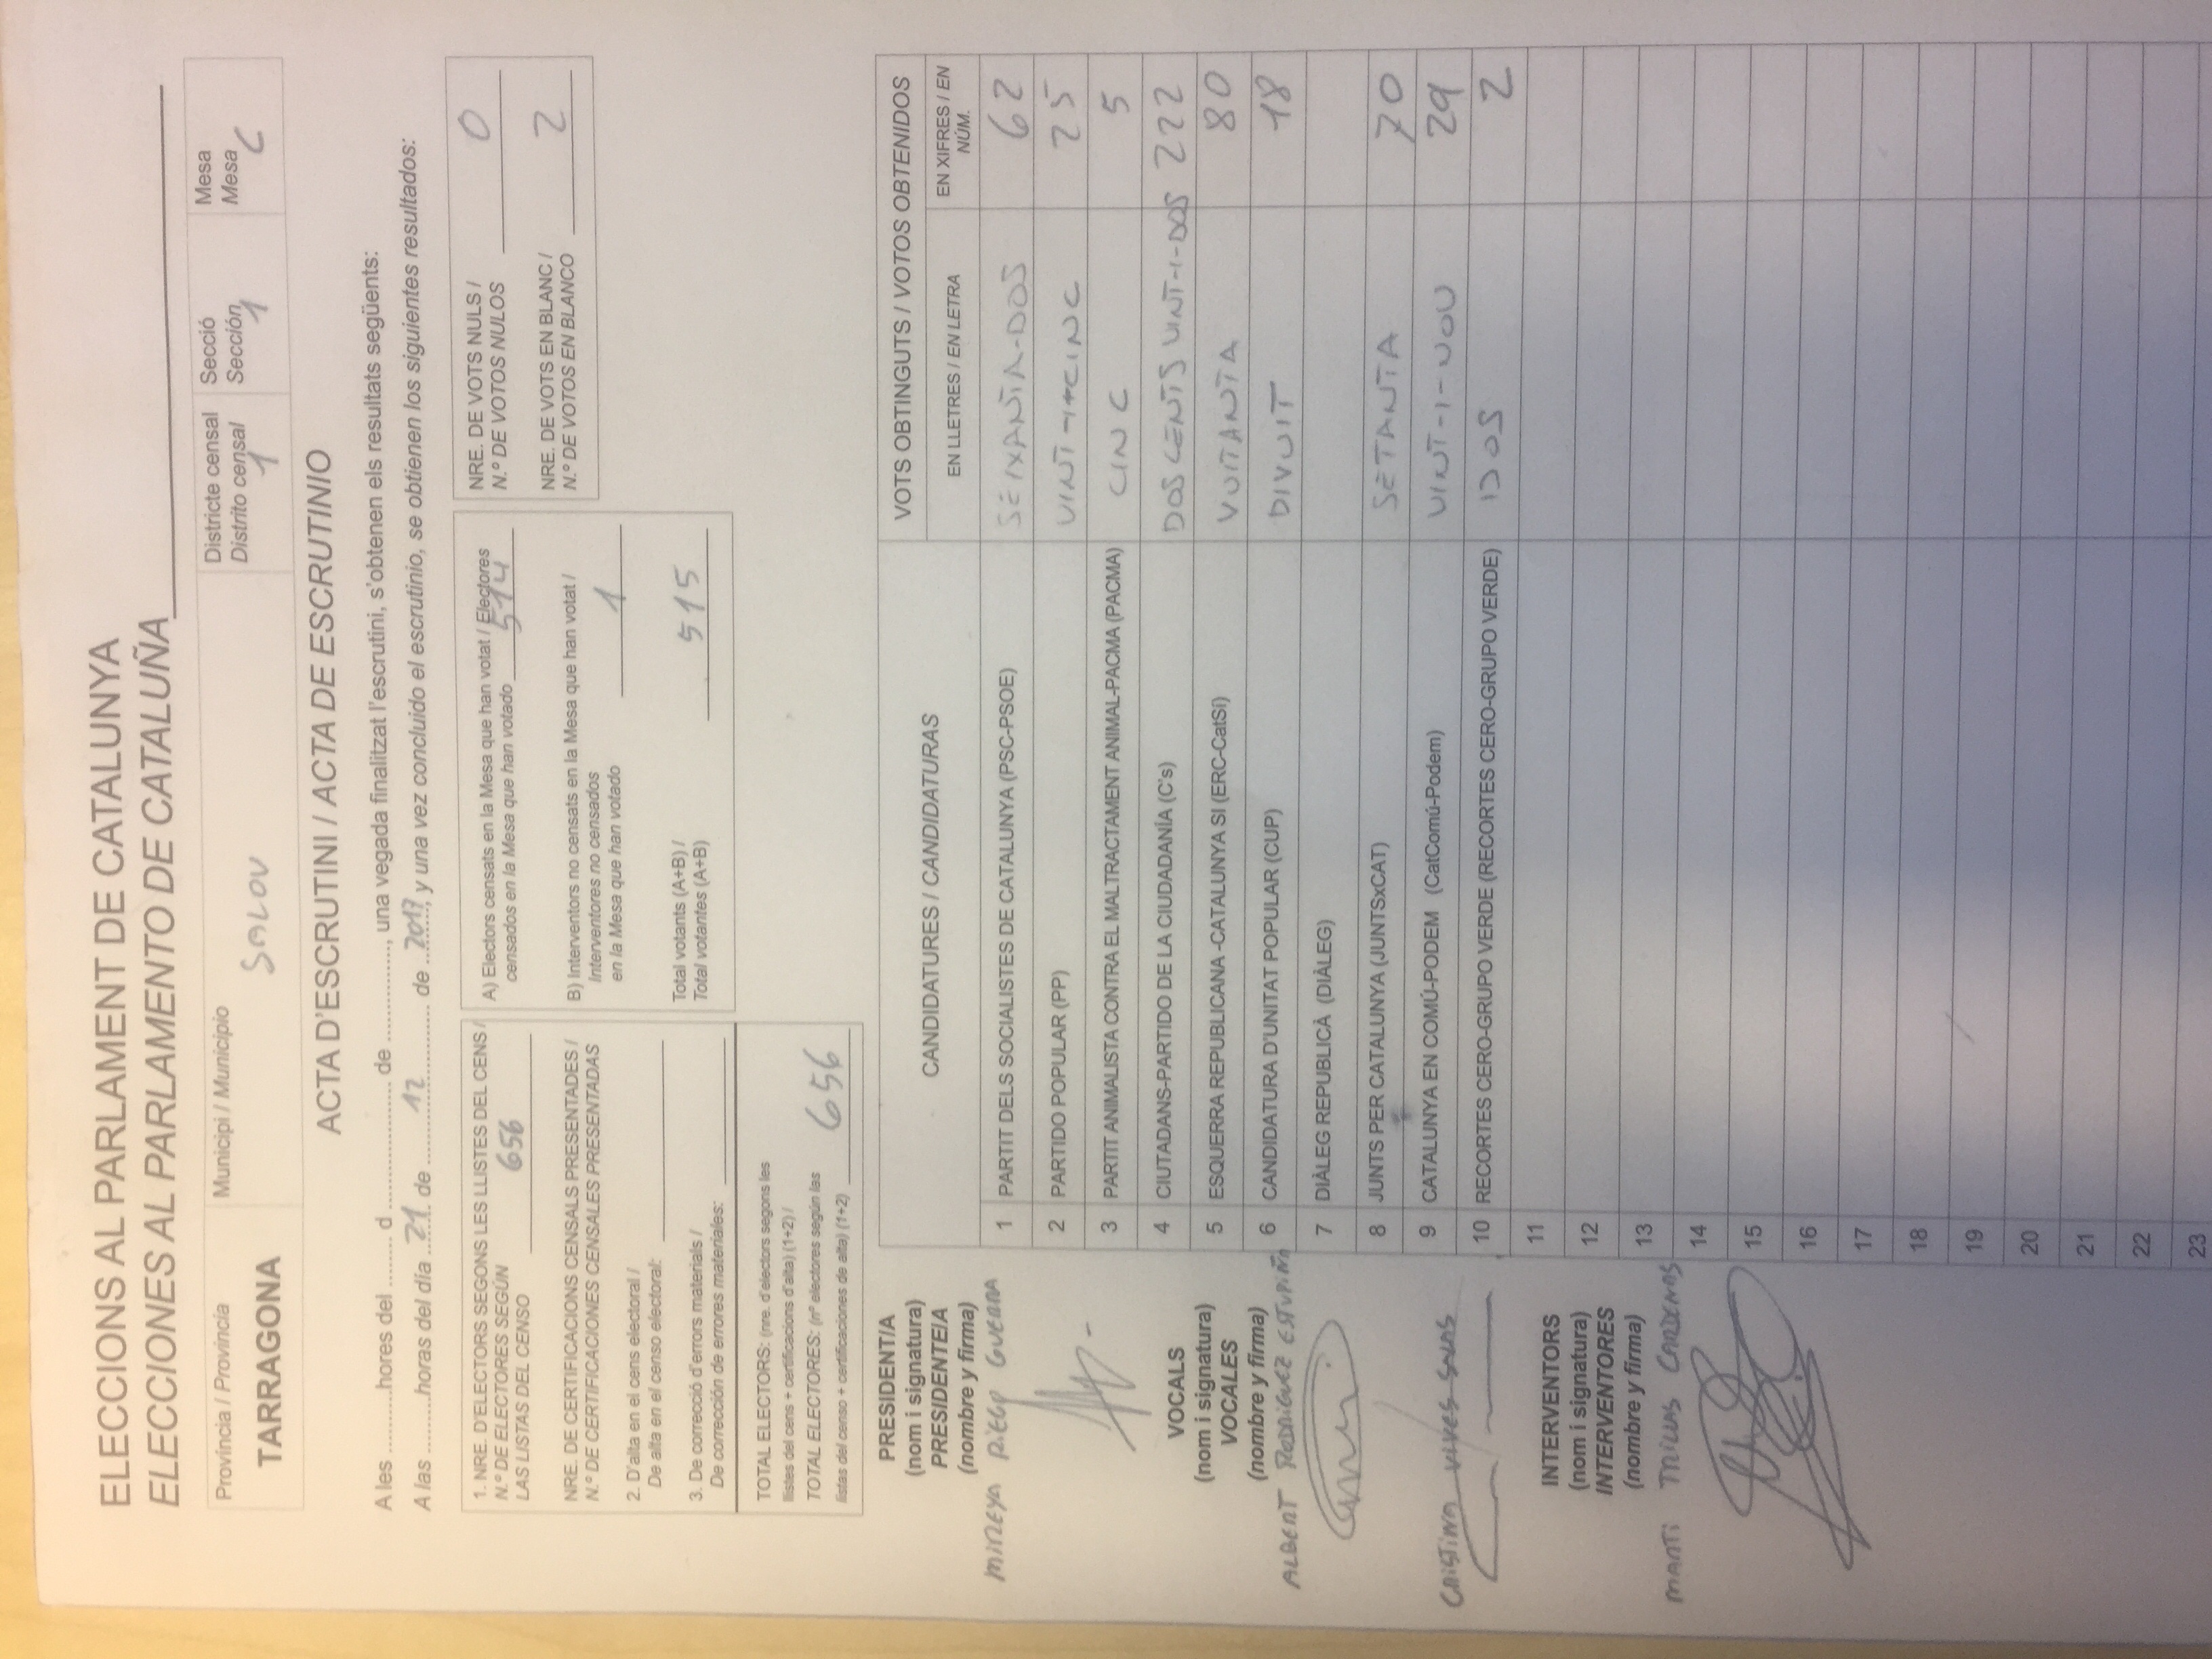 ELECCIONS AL PARLAMENT DE CATALUNYA
ELECCIONES AL PARLAMENTO DE CATALUÑA
Província / Provincia
TARRAGONA
Municipi / Municipio
SALOU
Districte censal
Distrito censal
1
Secció
Sección
1
Mesa
Mesa
C
ACTA D'ESCRUTINI / ACTA DE ESCRUTINIO
A les .........hores del ........ d .................... de ..............., una vegada finalitzat l'escrutini, s'obtenen els resultats següents:
A las .........horas del día 21 de 12 de 2017, y una vez concluido el escrutinio, se obtienen los siguientes resultados:
1. NRE. D'ELECTORS SEGONS LES LLISTES DEL CENS /
N.º DE ELECTORES SEGÚN
LAS LISTAS DEL CENSO 656
NRE. DE CERTIFICACIONS CENSALS PRESENTADES /
N.º DE CERTIFICACIONES CENSALES PRESENTADAS
2. D'alta en el cens electoral /
De alta en el censo electoral:
3. De correcció d'errors materials /
De corrección de errores materiales:
TOTAL ELECTORS: (nre. d'electors segons les
llistes del cens + certificacions d'alta) (1+2) /
TOTAL ELECTORES: (nº electores según las
listas del censo + certificaciones de alta) (1+2) 656
A) Electors censats en la Mesa que han votat / Electores
censados en la Mesa que han votado 514
B) Interventors no censats en la Mesa que han votat /
Interventores no censados
en la Mesa que han votado 1
Total votants (A+B) /
Total votantes (A+B) 515
NRE. DE VOTS NULS /
N.º DE VOTOS NULOS 0
NRE. DE VOTS EN BLANC /
N.º DE VOTOS EN BLANCO 2
PRESIDENT/A
(nom i signatura)
PRESIDENTE/A
(nombre y firma)
MIREYA RIEGO GUERRA
VOCALS
(nom i signatura)
VOCALES
(nombre y firma)
ALBERT RODRIGUEZ ESTUPIÑA
CRISTINA VIVES SALAS
INTERVENTORS
(nom i signatura)
INTERVENTORES
(nombre y firma)
MARTI TRILLAS CARDENAS
CANDIDATURES / CANDIDATURAS
VOTS OBTINGUTS / VOTOS OBTENIDOS
EN LLETRES / EN LETRA
EN XIFRES / EN
NÚM.
1 PARTIT DELS SOCIALISTES DE CATALUNYA (PSC-PSOE) SEIXANTA-DOS 62
2 PARTIDO POPULAR (PP) VINT-I-CINC 25
3 PARTIT ANIMALISTA CONTRA EL MALTRACTAMENT ANIMAL-PACMA (PACMA) CINC 5
4 CIUTADANS-PARTIDO DE LA CIUDADANÍA (C's) DOS CENTS VINT-I-DOS 222
5 ESQUERRA REPUBLICANA -CATALUNYA SI (ERC-CatSí) VUITANTA 80
6 CANDIDATURA D'UNITAT POPULAR (CUP) DIVUIT 18
7 DIÀLEG REPUBLICÀ (DIÀLEG)
8 JUNTS PER CATALUNYA (JUNTSxCAT) SETANTA 70
9 CATALUNYA EN COMÚ-PODEM (CatComú-Podem) VINT-I-NOU 29
10 RECORTES CERO-GRUPO VERDE (RECORTES CERO-GRUPO VERDE) DOS 2
11
12
13
14
15
16
17
18
19
20
21
22
23